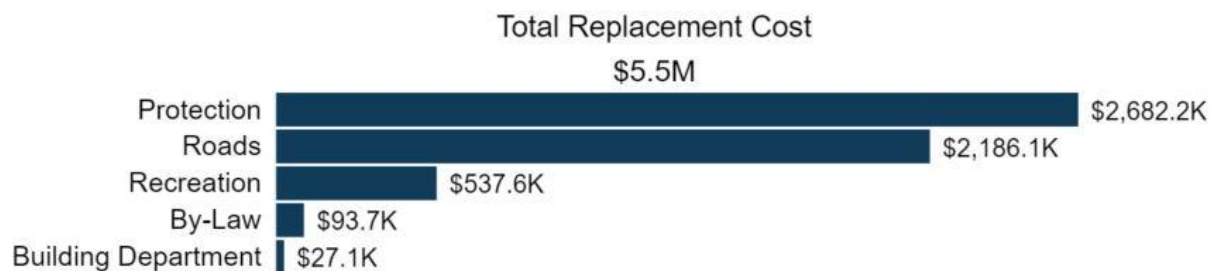 Total Replacement Cost
$5.5M
Protection $2,682.2K
Roads $2,186.1K
Recreation $537.6K
By-Law $93.7K
Building Department $27.1K